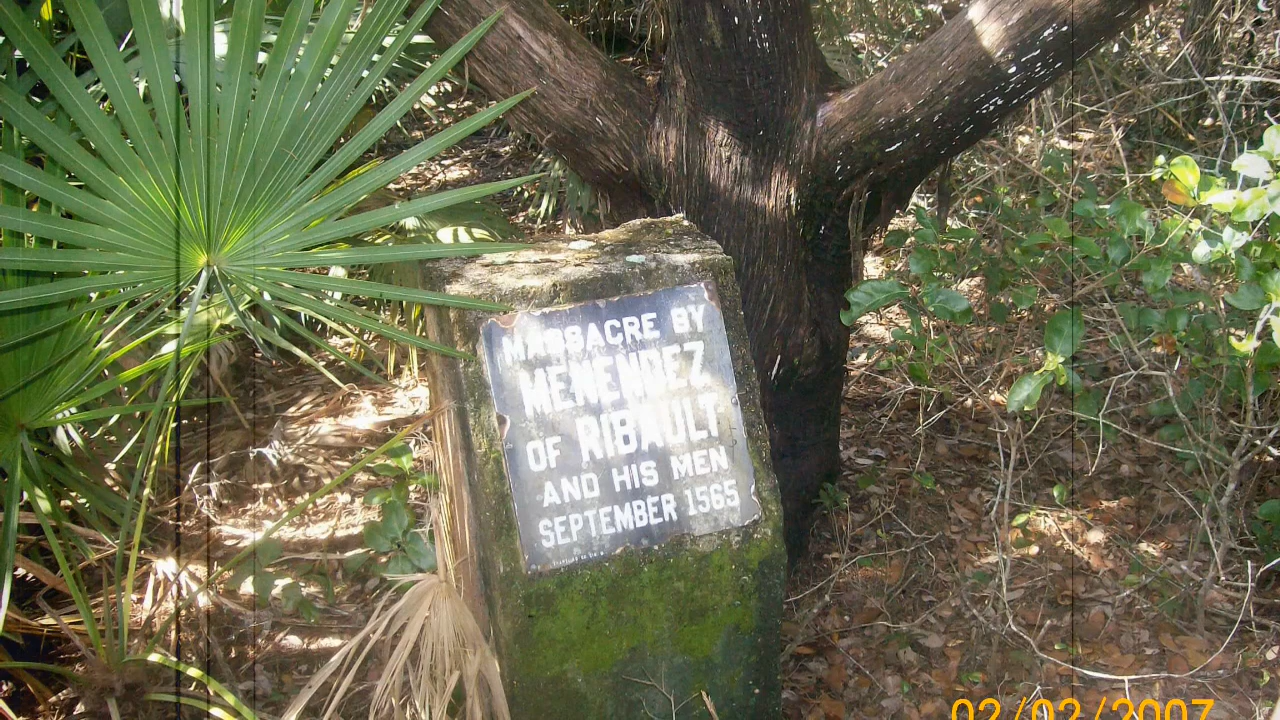 MASSACRE BY
MENENDEZ
OF RIBAULT
AND HIS MEN
SEPTEMBER 1565
02/02/2007